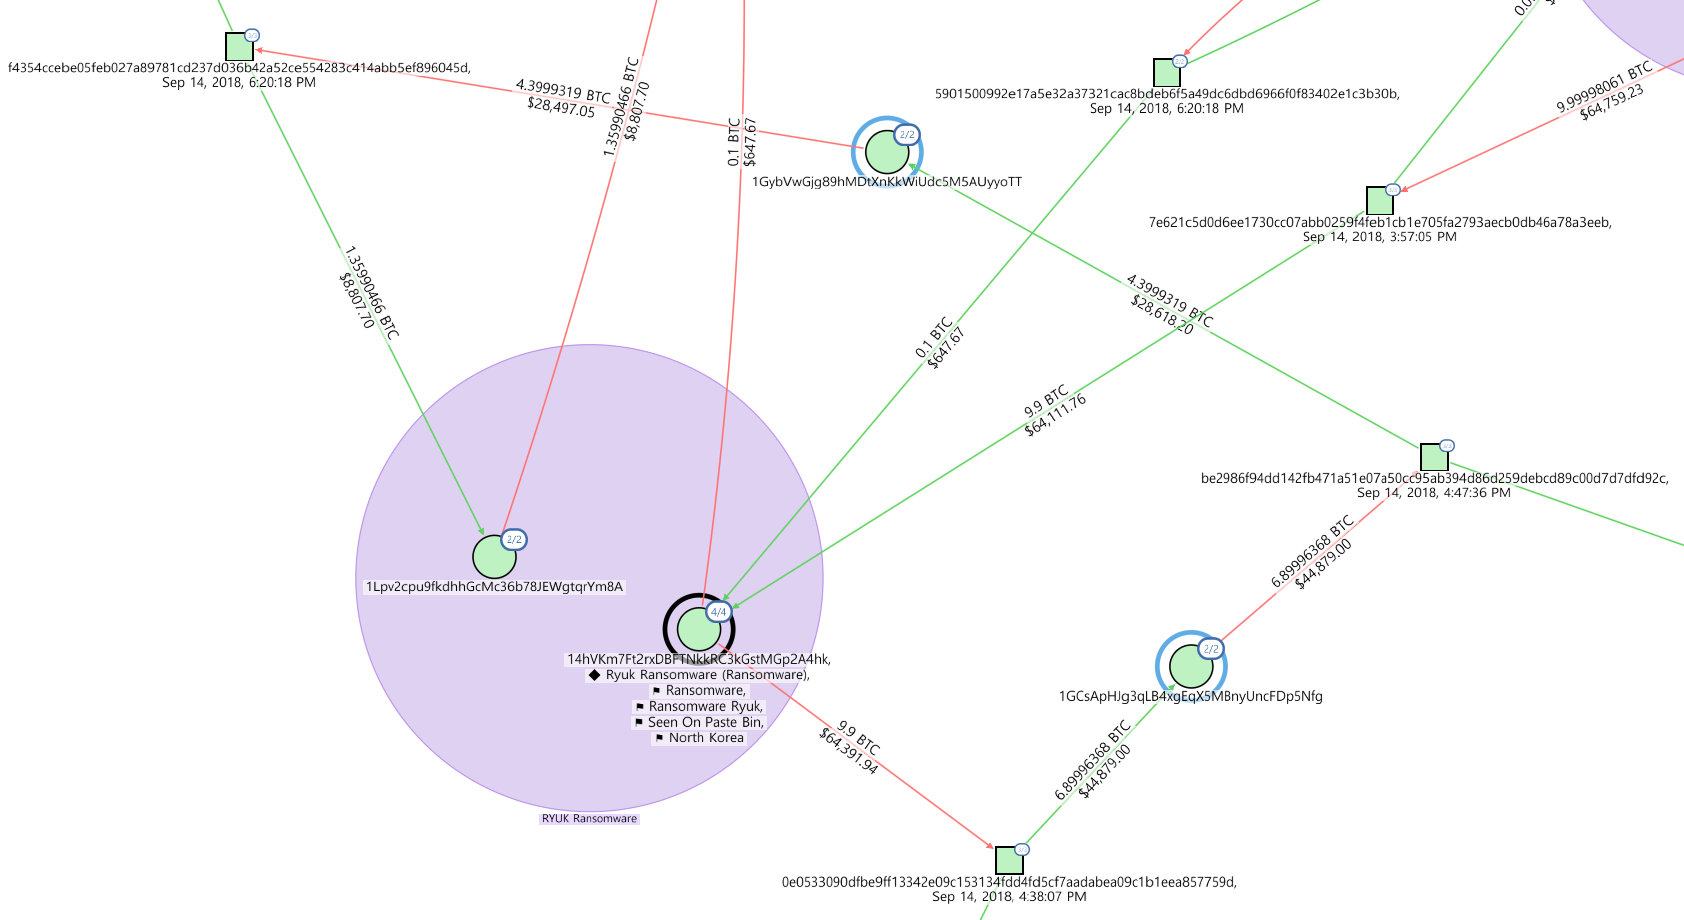 f4354ccebe05feb027a89781cd237d036b42a52ce554283c414abb5ef896045d,
Sep 14, 2018, 6:20:18 PM
4.3999319 BTC
$28,497.05
1.35990466 BTC
$8,807.70
0.1 BTC
$647.67
2/2
1GybVwGjg89hMDtXnKkWiUdc5M5AUyyoTT
2/2
5901500992e17a5e32a37321cac8bdeb6f5a49dc6dbd6966f0f83402e1c3b30b,
Sep 14, 2018, 6:20:18 PM
9.99998061 BTC
$64,759.23
7e621c5d0d6ee1730cc07abb0259f4feb1cb1e705fa2793aecb0db46a78a3eeb,
Sep 14, 2018, 3:57:05 PM
1.35990466 BTC
$8,807.70
4.3999319 BTC
$28,618.20
0.1 BTC
$647.67
9.9 BTC
$64,111.76
be2986f94dd142fb471a51e07a50cc95ab394d86d259debcd89c00d7d7dfd92c,
Sep 14, 2018, 4:47:36 PM
2/2
1Lpv2cpu9fkdhhGcMc36b78JEWgtqrYm8A
6.89996368 BTC
$44,879.00
4/4
14hVKm7Ft2rxDBFTNkkRC3kGstMGp2A4hk,
Ryuk Ransomware (Ransomware),
Ransomware,
Ransomware Ryuk,
Seen On Paste Bin,
North Korea
2/2
1GCsApHJg3qLB4xgEqX5M8nyUncFDp5Nfg
9.9 BTC
$64,391.94
6.89996368 BTC
$44,879.00
RYUK Ransomware
0e0533090dfbe9ff13342e09c153134fdd4fd5cf7aadabea09c1b1eea857759d,
Sep 14, 2018, 4:38:07 PM